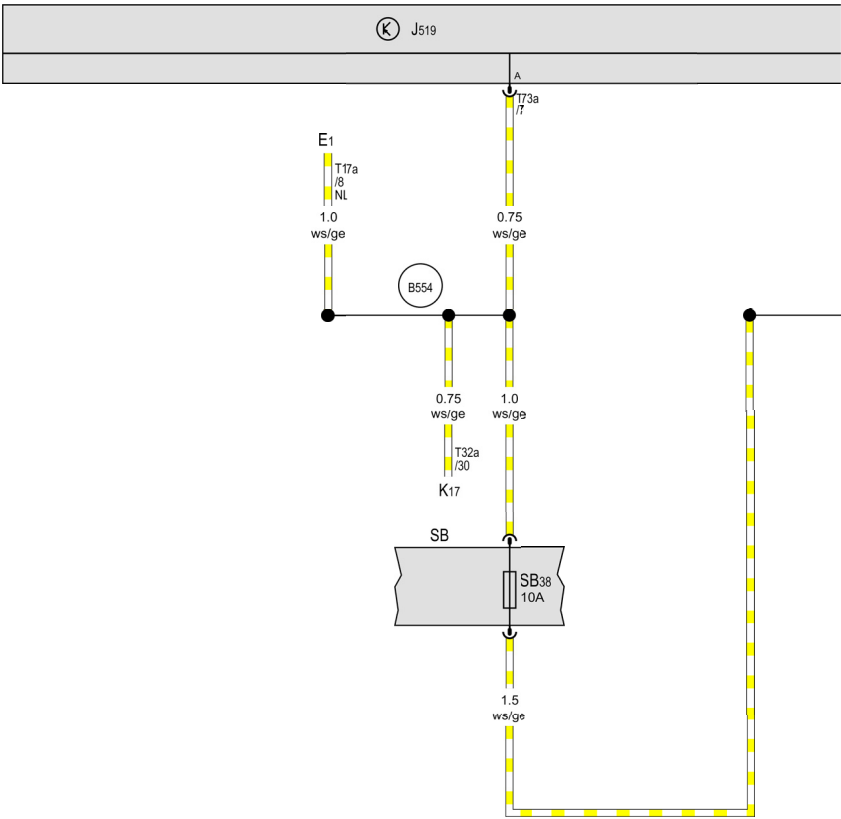 K J519
A
T73a
/7
E1
T17a
/8
NL
1.0
ws/ge
0.75
ws/ge
B554
0.75
ws/ge
1.0
ws/ge
T32a
/30
K17
SB
SB38
10A
1.5
ws/ge